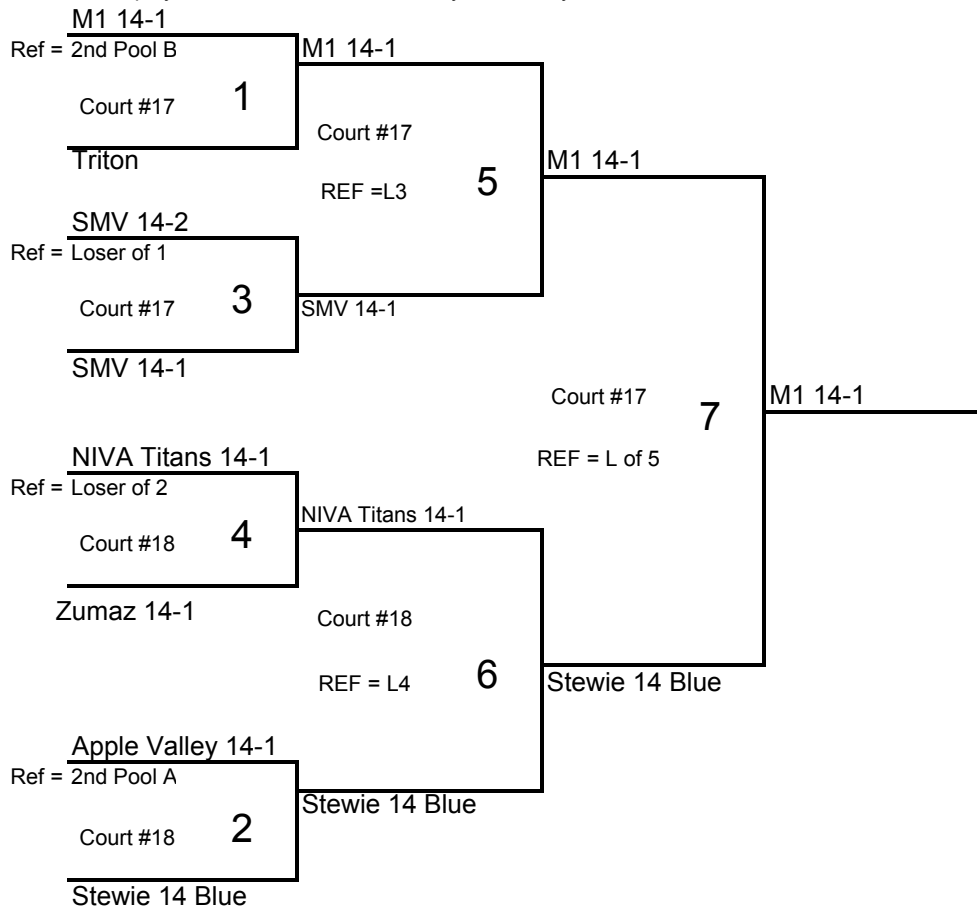 M1 14-1
Ref = 2nd Pool B
M1 14-1
1
Court #17
Court #17
Triton
M1 14-1
REF =L3
5
SMV 14-2
Ref = Loser of 1
3
Court #17
SMV 14-1
SMV 14-1
Court #17
M1 14-1
7
NIVA Titans 14-1
REF = L of 5
Ref = Loser of 2
NIVA Titans 14-1
4
Court #18
Zumaz 14-1
Court #18
REF = L4
6
Stewie 14 Blue
Apple Valley 14-1
Ref = 2nd Pool A
Stewie 14 Blue
2
Court #18
Stewie 14 Blue